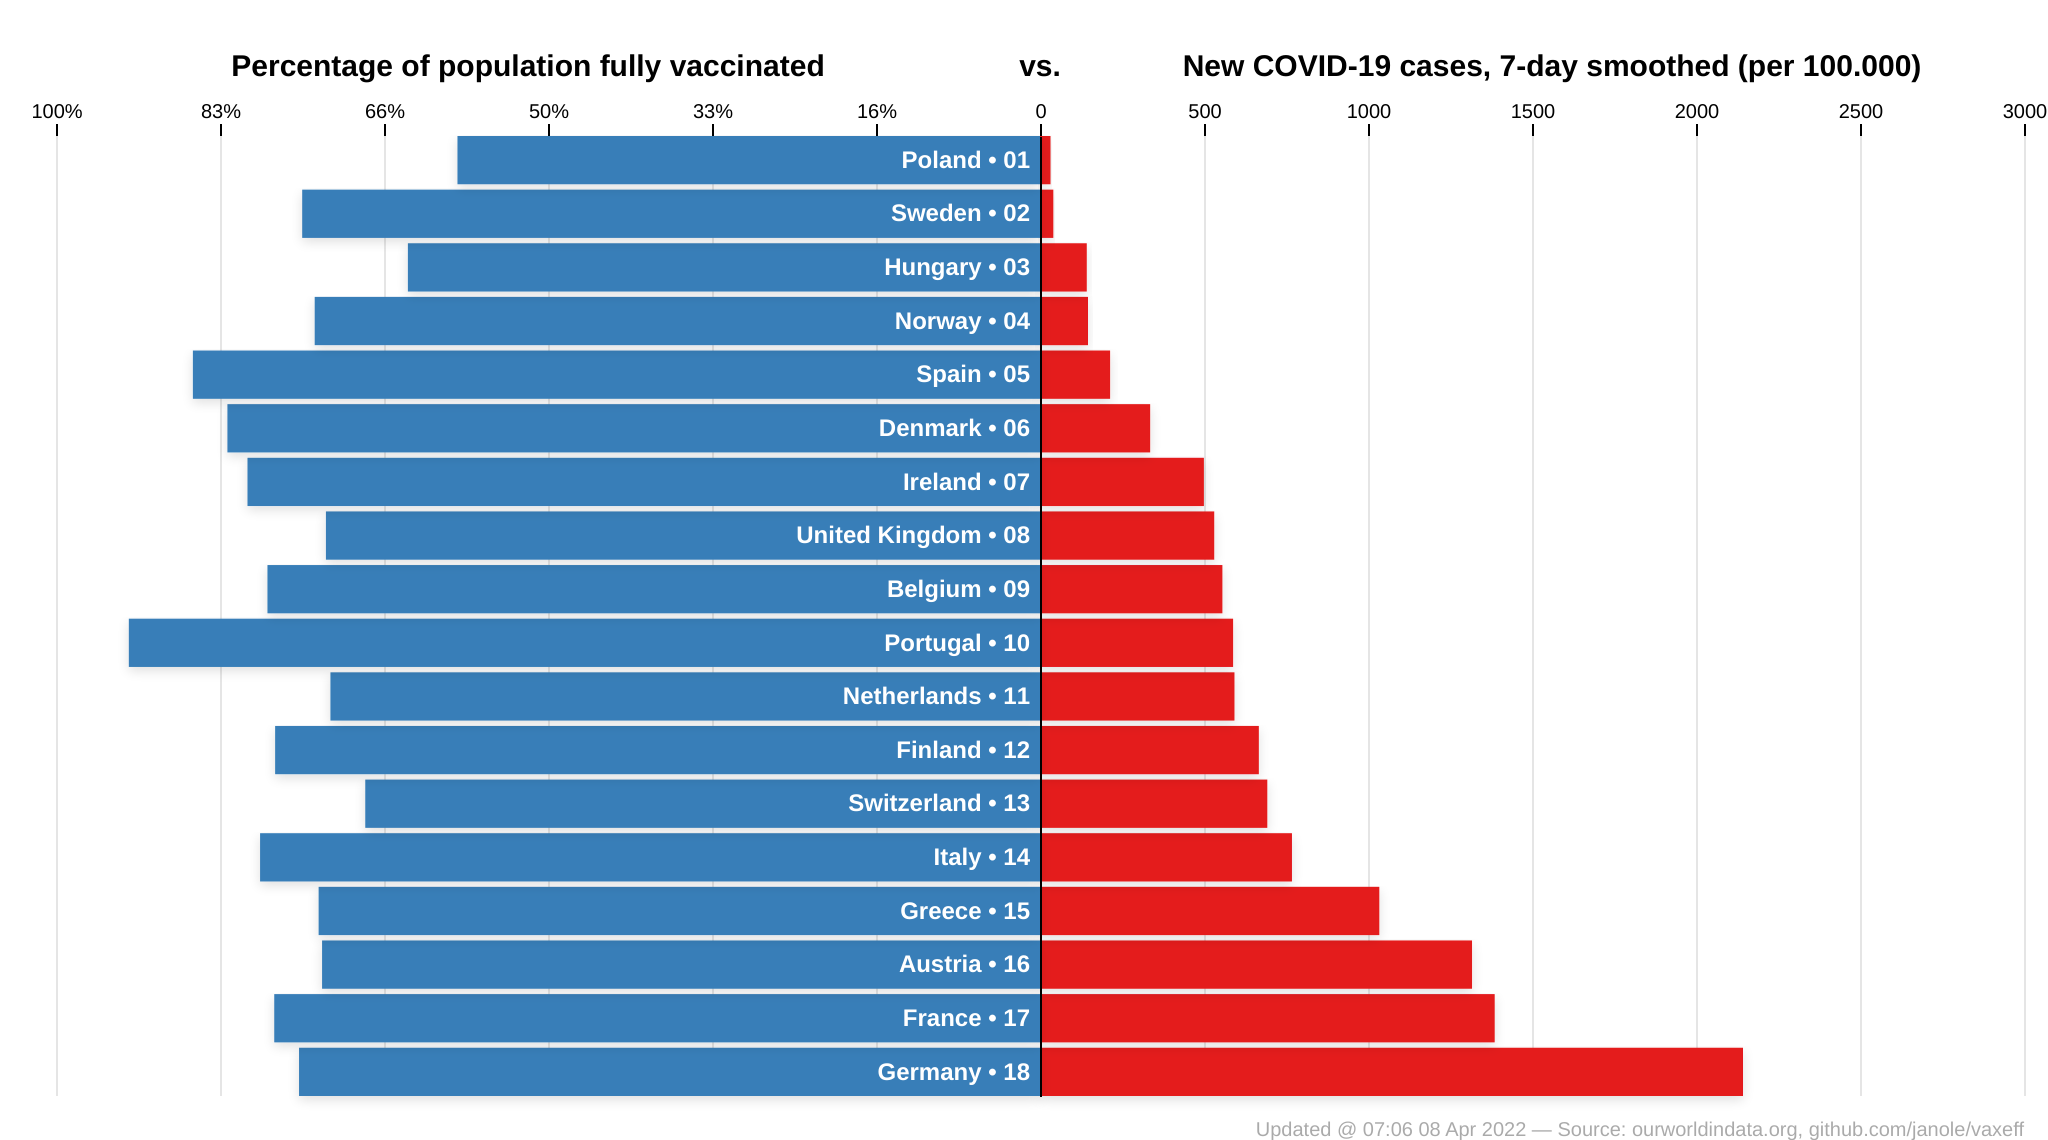 Percentage of population fully vaccinated vs. New COVID-19 cases, 7-day smoothed (per 100.000)
100% 83% 66% 50% 33% 16% 0 500 1000 1500 2000 2500 3000
Poland • 01
Sweden • 02
Hungary • 03
Norway • 04
Spain • 05
Denmark • 06
Ireland • 07
United Kingdom • 08
Belgium • 09
Portugal • 10
Netherlands • 11
Finland • 12
Switzerland • 13
Italy • 14
Greece • 15
Austria • 16
France • 17
Germany • 18
Updated @ 07:06 08 Apr 2022 — Source: ourworldindata.org, github.com/janole/vaxeff